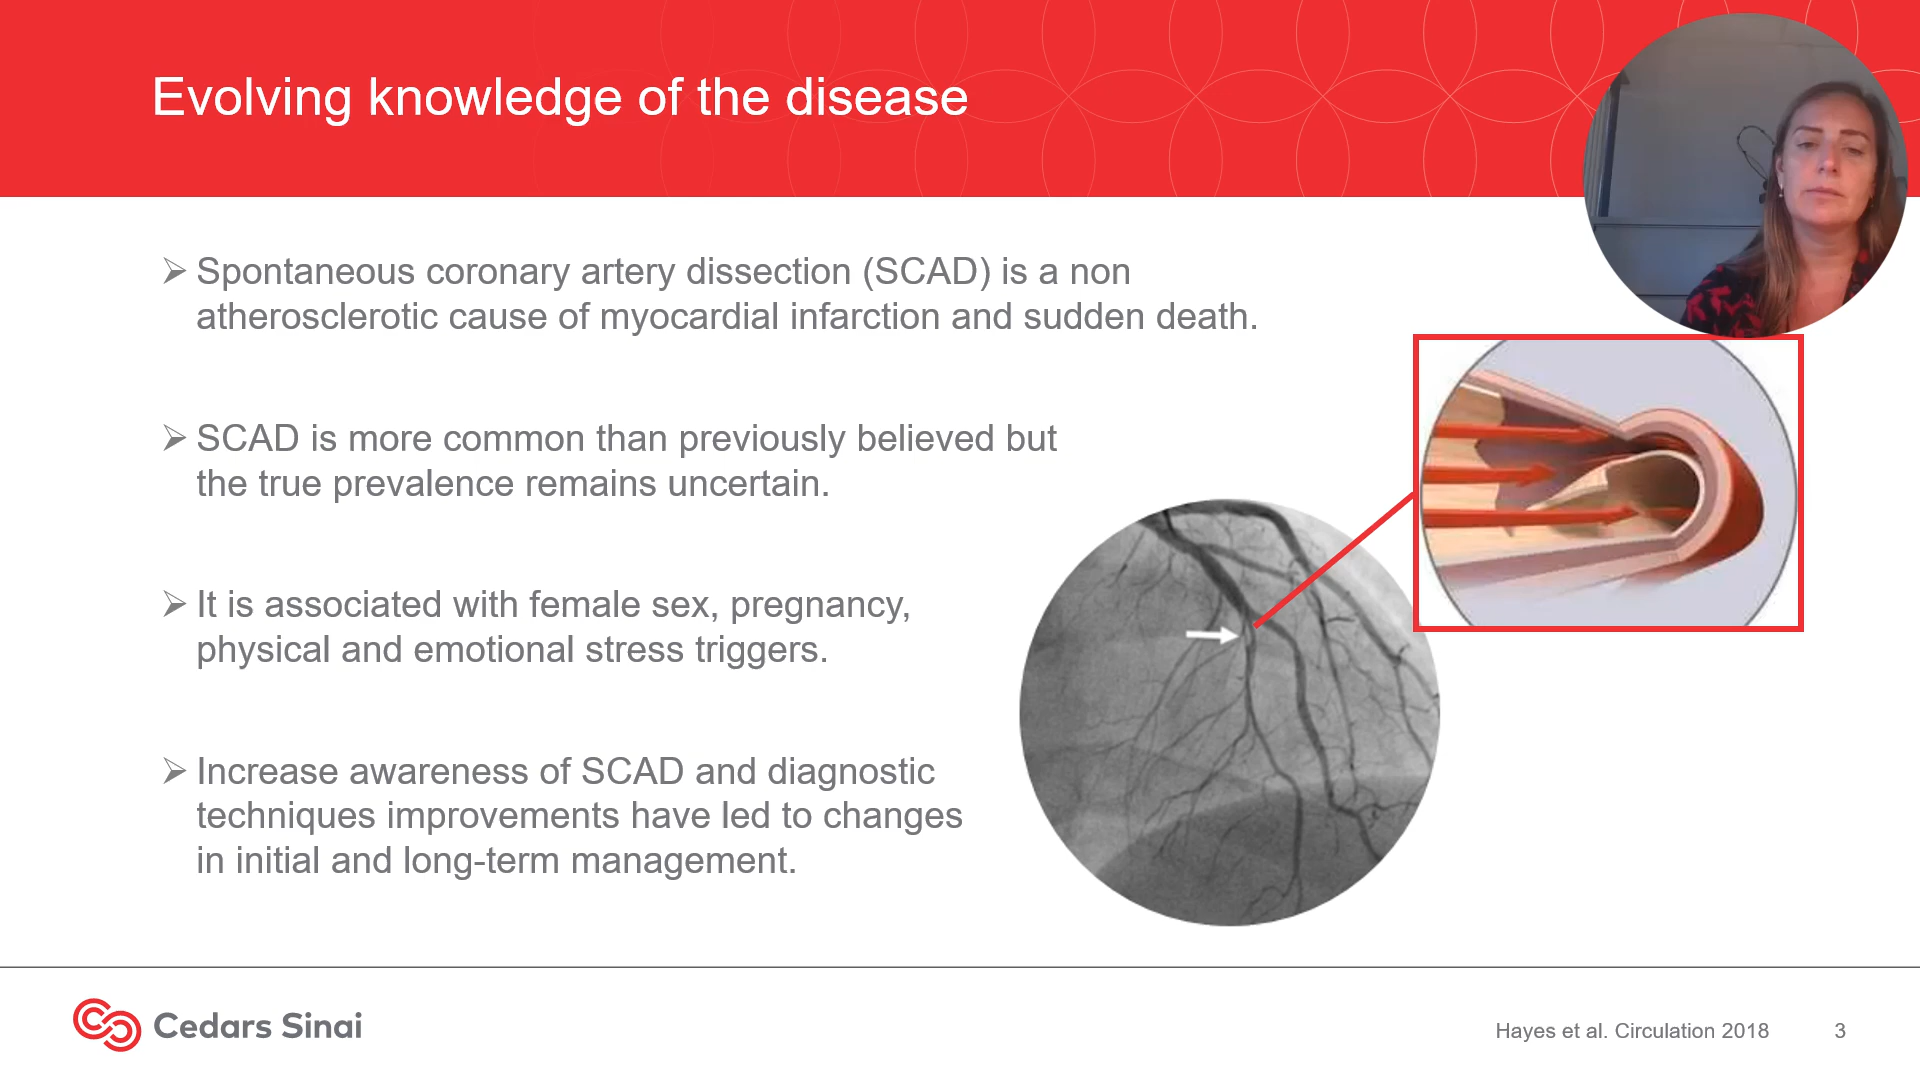 Evolving knowledge of the disease
➢ Spontaneous coronary artery dissection (SCAD) is a non
atherosclerotic cause of myocardial infarction and sudden death.
➢ SCAD is more common than previously believed but
the true prevalence remains uncertain.
➢ It is associated with female sex, pregnancy,
physical and emotional stress triggers.
➢ Increase awareness of SCAD and diagnostic
techniques improvements have led to changes
in initial and long-term management.
Cedars Sinai
Hayes et al. Circulation 2018
3